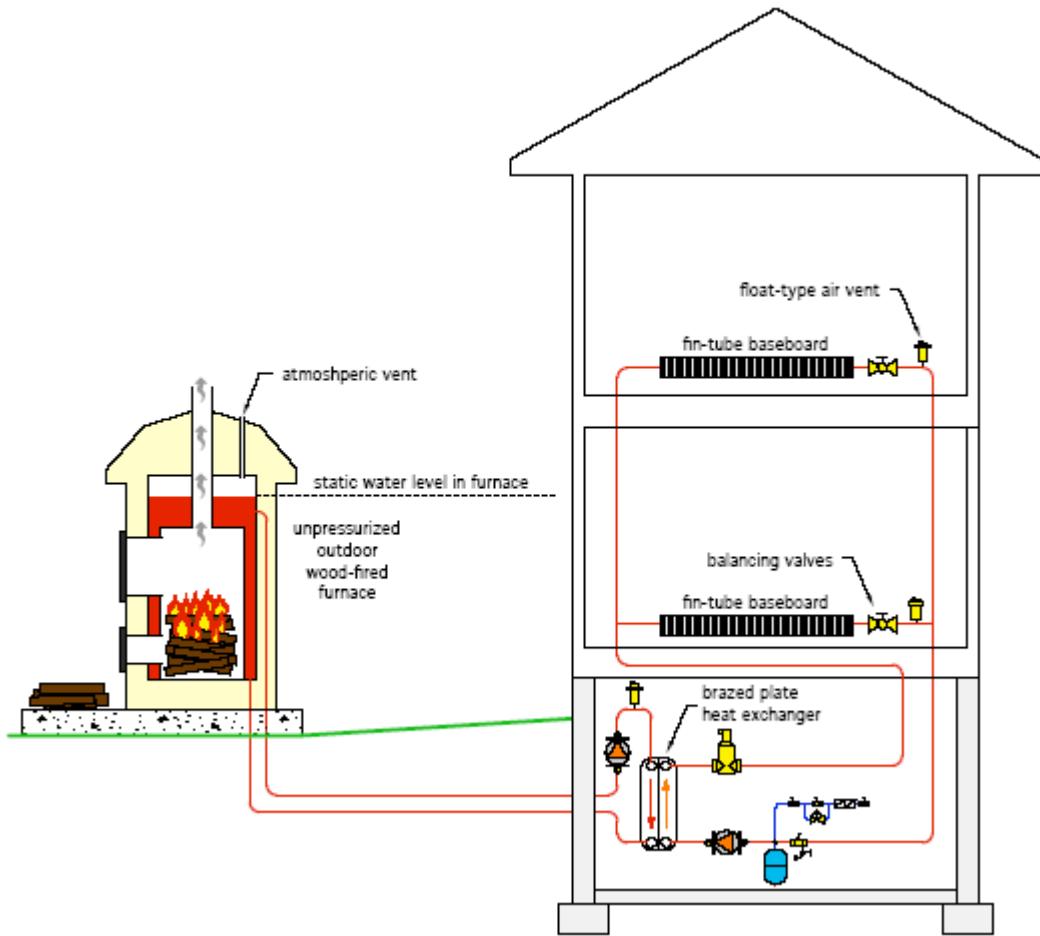 float-type air vent
fin-tube baseboard
atmoshperic vent
static water level in furnace
unpressurized
outdoor
wood-fired
furnace
balancing valves
fin-tube baseboard
brazed plate
heat exchanger